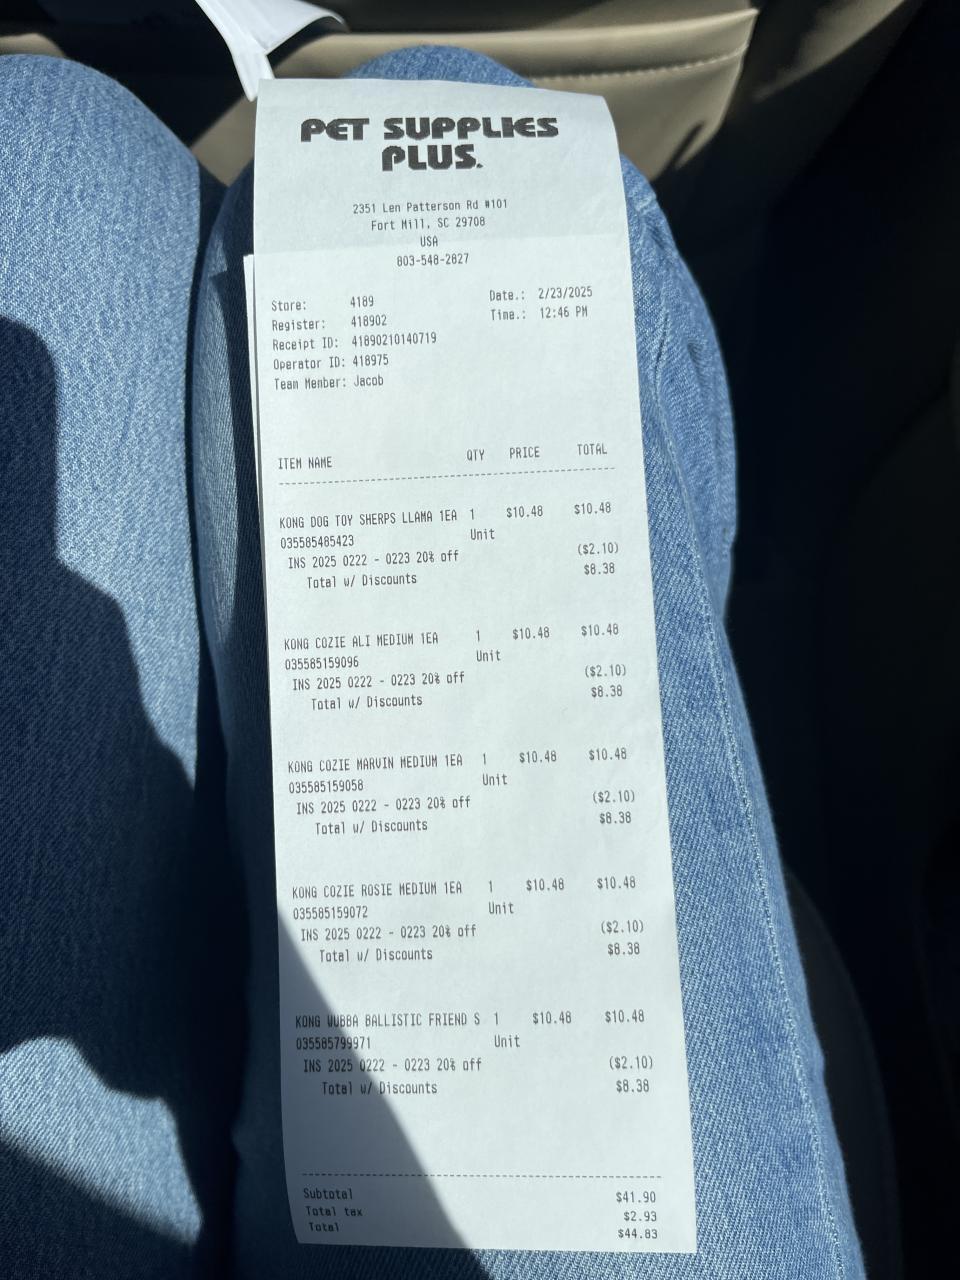 PET SUPPLIES
PLUS.
2351 Len Patterson Rd #101
Fort Mill, SC 29708
USA
803-548-2827
Store: 4189 Date.: 2/23/2025
Register: 418902 Time.: 12:46 PM
Receipt ID: 41890210140719
Operator ID: 418975
Team Member: Jacob
ITEM NAME QTY PRICE TOTAL
KONG DOG TOY SHERPS LLAMA 1EA 1 $10.48 $10.48
035585485423 Unit
INS 2025 0222 - 0223 20% off ($2.10)
Total w/ Discounts $8.38
KONG COZIE ALI MEDIUM 1EA 1 $10.48 $10.48
035585159096 Unit
INS 2025 0222 - 0223 20% off ($2.10)
Total w/ Discounts $8.38
KONG COZIE MARVIN MEDIUM 1EA 1 $10.48 $10.48
035585159058 Unit
INS 2025 0222 - 0223 20% off ($2.10)
Total w/ Discounts $8.38
KONG COZIE ROSIE MEDIUM 1EA 1 $10.48 $10.48
035585159072 Unit
INS 2025 0222 - 0223 20% off ($2.10)
Total w/ Discounts $8.38
KONG WUBBA BALLISTIC FRIEND S 1 $10.48 $10.48
035585799971 Unit
INS 2025 0222 - 0223 20% off ($2.10)
Total w/ Discounts $8.38
Subtotal $41.90
Total tax $2.93
Total $44.83